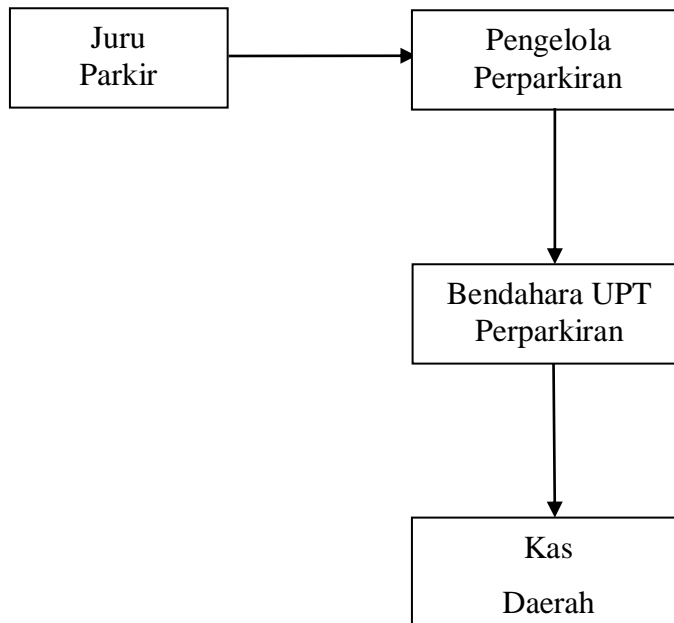 Juru
Parkir
Pengelola
Perparkiran
Bendahara UPT
Perparkiran
Kas
Daerah